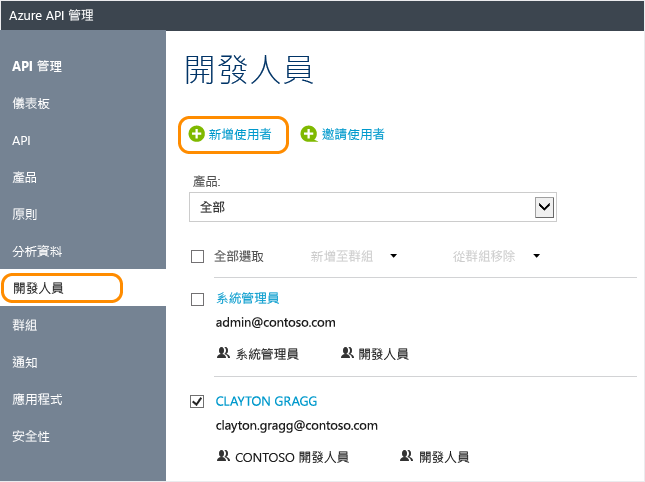 Azure API 管理
API 管理
儀表板
API
產品
原則
分析資料
開發人員
群組
通知
應用程式
安全性
開發人員
新增使用者 邀請使用者
產品:
全部
全部選取 新增至群組 從群組移除
系統管理員
admin@contoso.com
系統管理員 開發人員
CLAYTON GRAGG
clayton.gragg@contoso.com
CONTOSO 開發人員 開發人員